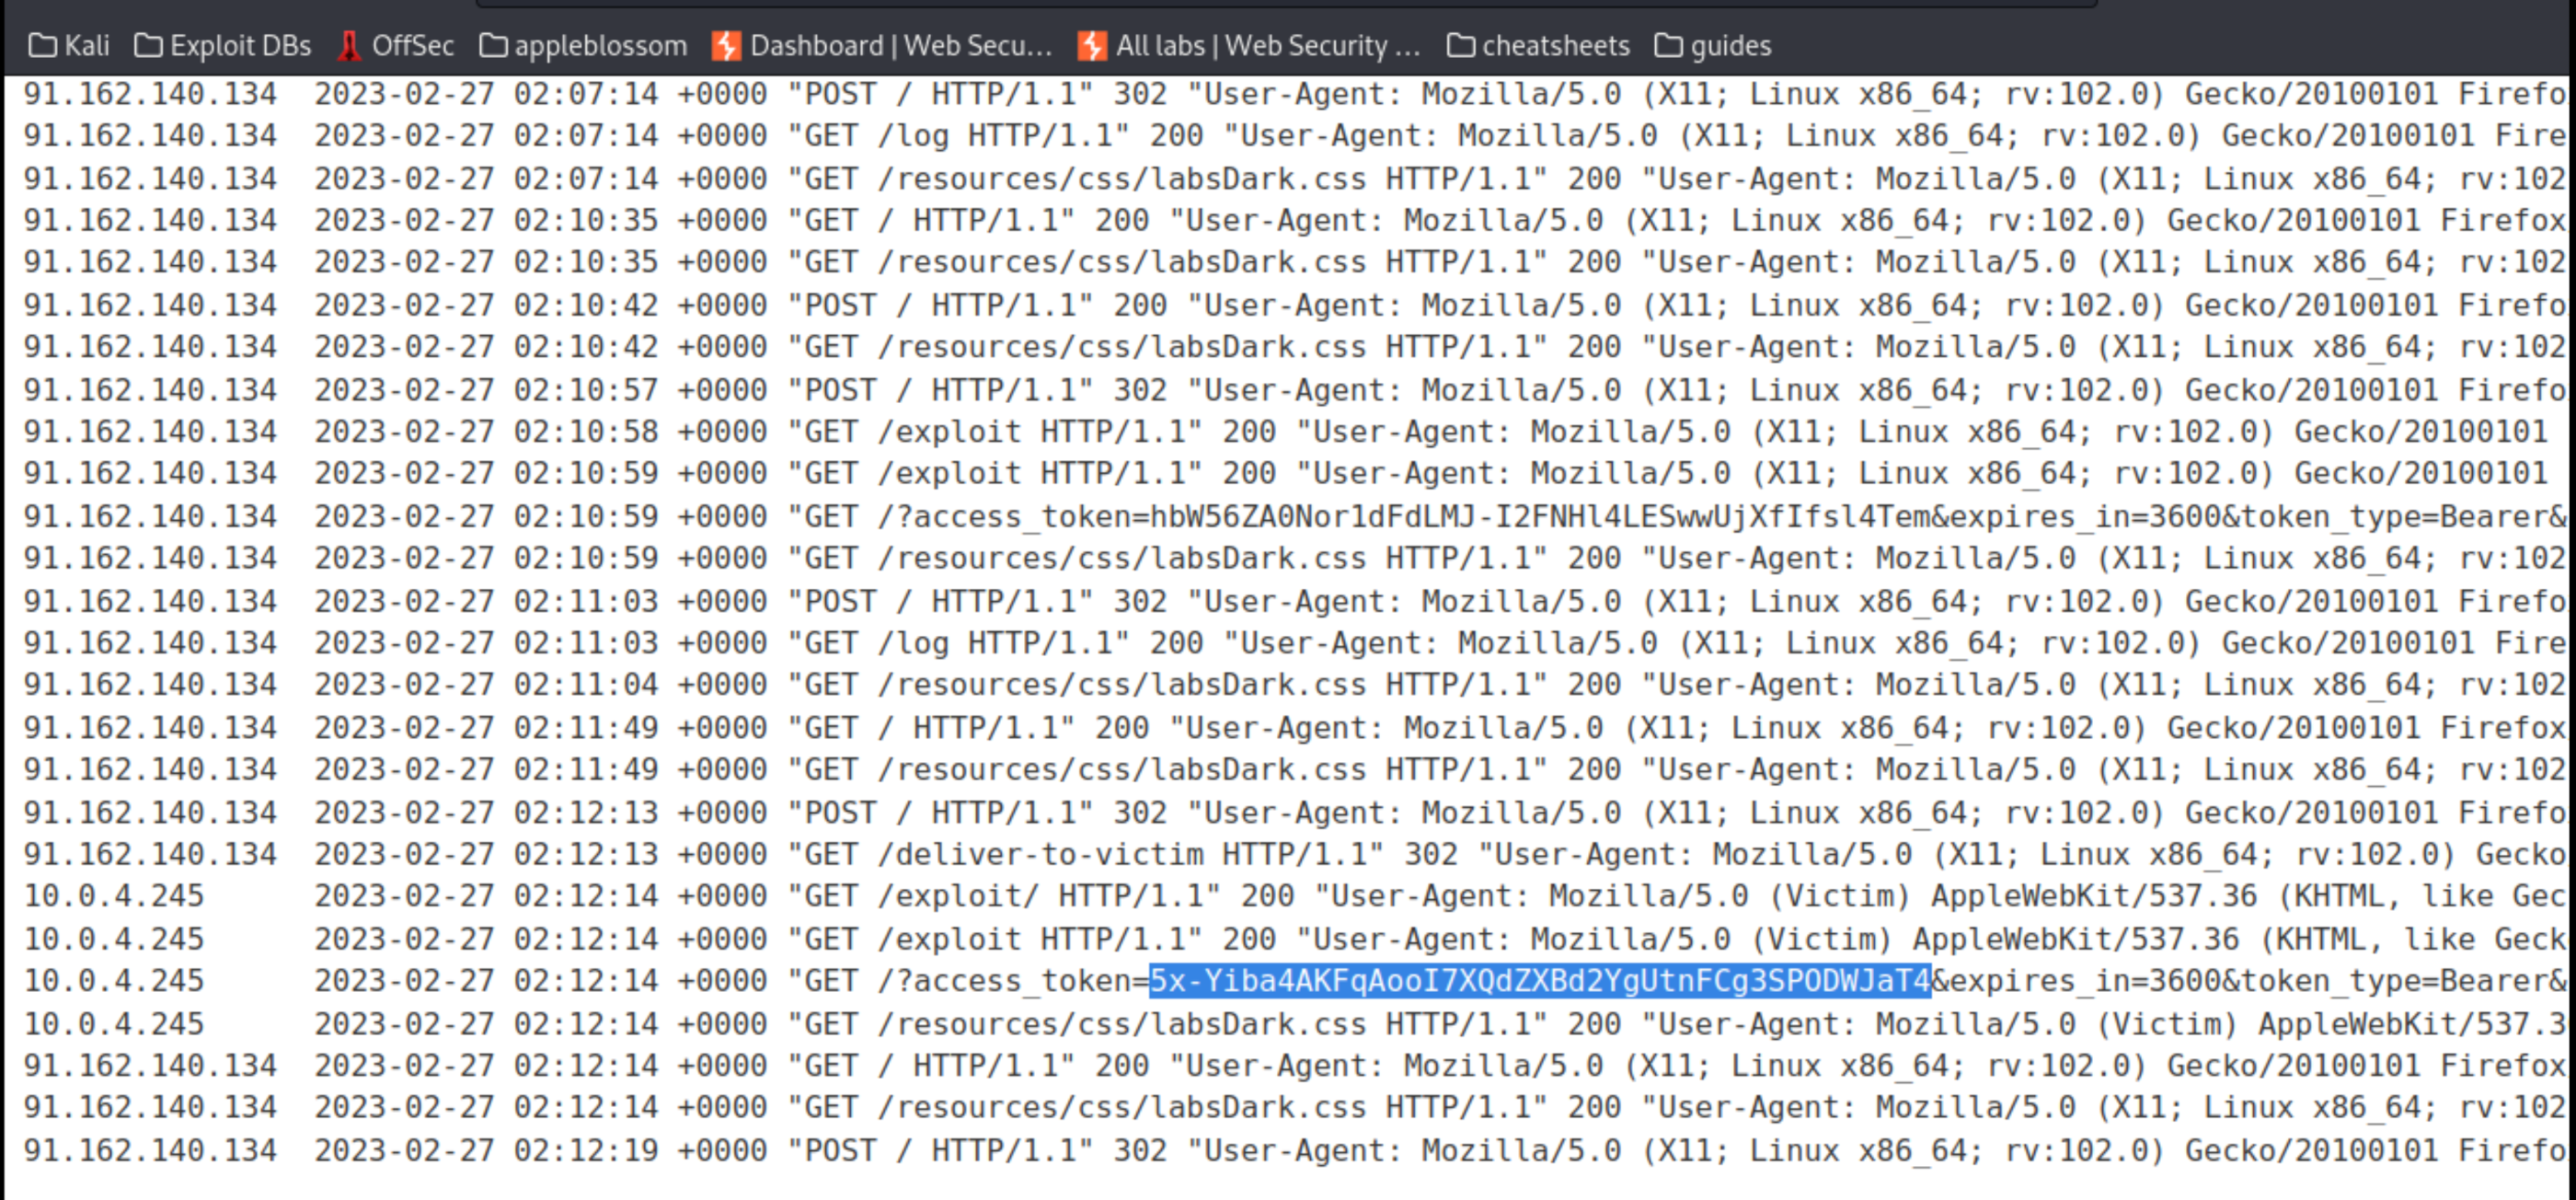 Kali Exploit DBs OffSec appleblossom Dashboard | Web Secu... All labs | Web Security ... cheatsheets guides
91.162.140.134 2023-02-27 02:07:14 +0000 "POST / HTTP/1.1" 302 "User-Agent: Mozilla/5.0 (X11; Linux x86_64; rv:102.0) Gecko/20100101 Firefo
91.162.140.134 2023-02-27 02:07:14 +0000 "GET /log HTTP/1.1" 200 "User-Agent: Mozilla/5.0 (X11; Linux x86_64; rv:102.0) Gecko/20100101 Fire
91.162.140.134 2023-02-27 02:07:14 +0000 "GET /resources/css/labsDark.css HTTP/1.1" 200 "User-Agent: Mozilla/5.0 (X11; Linux x86_64; rv:102
91.162.140.134 2023-02-27 02:10:35 +0000 "GET / HTTP/1.1" 200 "User-Agent: Mozilla/5.0 (X11; Linux x86_64; rv:102.0) Gecko/20100101 Firefox
91.162.140.134 2023-02-27 02:10:35 +0000 "GET /resources/css/labsDark.css HTTP/1.1" 200 "User-Agent: Mozilla/5.0 (X11; Linux x86_64; rv:102
91.162.140.134 2023-02-27 02:10:42 +0000 "POST / HTTP/1.1" 200 "User-Agent: Mozilla/5.0 (X11; Linux x86_64; rv:102.0) Gecko/20100101 Firefo
91.162.140.134 2023-02-27 02:10:42 +0000 "GET /resources/css/labsDark.css HTTP/1.1" 200 "User-Agent: Mozilla/5.0 (X11; Linux x86_64; rv:102
91.162.140.134 2023-02-27 02:10:57 +0000 "POST / HTTP/1.1" 302 "User-Agent: Mozilla/5.0 (X11; Linux x86_64; rv:102.0) Gecko/20100101 Firefo
91.162.140.134 2023-02-27 02:10:58 +0000 "GET /exploit HTTP/1.1" 200 "User-Agent: Mozilla/5.0 (X11; Linux x86_64; rv:102.0) Gecko/20100101
91.162.140.134 2023-02-27 02:10:59 +0000 "GET /exploit HTTP/1.1" 200 "User-Agent: Mozilla/5.0 (X11; Linux x86_64; rv:102.0) Gecko/20100101
91.162.140.134 2023-02-27 02:10:59 +0000 "GET /?access_token=hbW56ZA0Nor1dFdLMJ-I2FNHl4LESwwUjXfIfsl4Tem&expires_in=3600&token_type=Bearer&
91.162.140.134 2023-02-27 02:10:59 +0000 "GET /resources/css/labsDark.css HTTP/1.1" 200 "User-Agent: Mozilla/5.0 (X11; Linux x86_64; rv:102
91.162.140.134 2023-02-27 02:11:03 +0000 "POST / HTTP/1.1" 302 "User-Agent: Mozilla/5.0 (X11; Linux x86_64; rv:102.0) Gecko/20100101 Firefo
91.162.140.134 2023-02-27 02:11:03 +0000 "GET /log HTTP/1.1" 200 "User-Agent: Mozilla/5.0 (X11; Linux x86_64; rv:102.0) Gecko/20100101 Fire
91.162.140.134 2023-02-27 02:11:04 +0000 "GET /resources/css/labsDark.css HTTP/1.1" 200 "User-Agent: Mozilla/5.0 (X11; Linux x86_64; rv:102
91.162.140.134 2023-02-27 02:11:49 +0000 "GET / HTTP/1.1" 200 "User-Agent: Mozilla/5.0 (X11; Linux x86_64; rv:102.0) Gecko/20100101 Firefox
91.162.140.134 2023-02-27 02:11:49 +0000 "GET /resources/css/labsDark.css HTTP/1.1" 200 "User-Agent: Mozilla/5.0 (X11; Linux x86_64; rv:102
91.162.140.134 2023-02-27 02:12:13 +0000 "POST / HTTP/1.1" 302 "User-Agent: Mozilla/5.0 (X11; Linux x86_64; rv:102.0) Gecko/20100101 Firefo
91.162.140.134 2023-02-27 02:12:13 +0000 "GET /deliver-to-victim HTTP/1.1" 302 "User-Agent: Mozilla/5.0 (X11; Linux x86_64; rv:102.0) Gecko
10.0.4.245 2023-02-27 02:12:14 +0000 "GET /exploit/ HTTP/1.1" 200 "User-Agent: Mozilla/5.0 (Victim) AppleWebKit/537.36 (KHTML, like Gec
10.0.4.245 2023-02-27 02:12:14 +0000 "GET /exploit HTTP/1.1" 200 "User-Agent: Mozilla/5.0 (Victim) AppleWebKit/537.36 (KHTML, like Geck
10.0.4.245 2023-02-27 02:12:14 +0000 "GET /?access_token=5x-Yiba4AKFqAooI7XQdZXBd2YgUtnFCg3SPODWJaT4&expires_in=3600&token_type=Bearer&
10.0.4.245 2023-02-27 02:12:14 +0000 "GET /resources/css/labsDark.css HTTP/1.1" 200 "User-Agent: Mozilla/5.0 (Victim) AppleWebKit/537.3
91.162.140.134 2023-02-27 02:12:14 +0000 "GET / HTTP/1.1" 200 "User-Agent: Mozilla/5.0 (X11; Linux x86_64; rv:102.0) Gecko/20100101 Firefox
91.162.140.134 2023-02-27 02:12:14 +0000 "GET /resources/css/labsDark.css HTTP/1.1" 200 "User-Agent: Mozilla/5.0 (X11; Linux x86_64; rv:102
91.162.140.134 2023-02-27 02:12:19 +0000 "POST / HTTP/1.1" 302 "User-Agent: Mozilla/5.0 (X11; Linux x86_64; rv:102.0) Gecko/20100101 Firefo